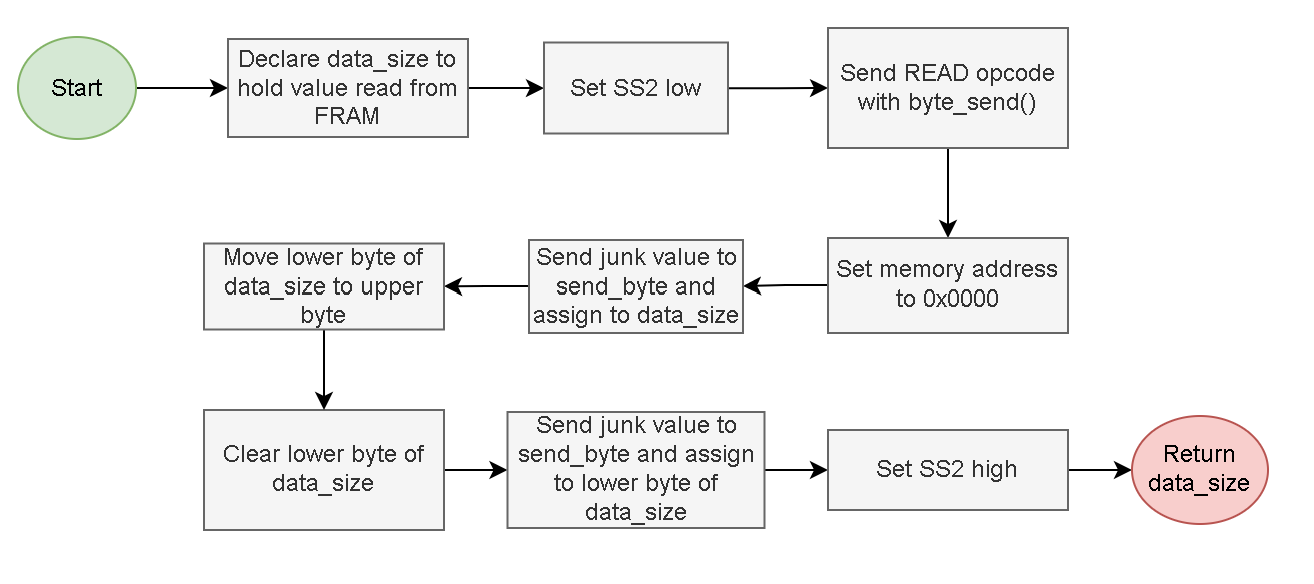 Start
Declare data_size to
hold value read from
FRAM
Set SS2 low
Send READ opcode
with byte_send()
Set memory address
to 0x0000
Send junk value to
send_byte and
assign to data_size
Move lower byte of
data_size to upper
byte
Clear lower byte of
data_size
Send junk value to
send_byte and assign
to lower byte of
data_size
Set SS2 high
Return
data_size